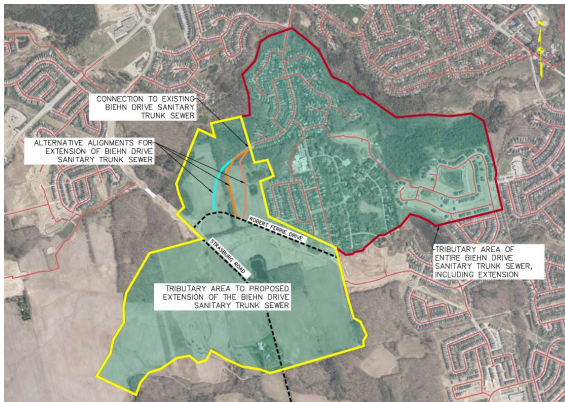 CONNECTION TO EXISTING
BIEHN DRIVE SANITARY
TRUNK SEWER
ALTERNATIVE ALIGNMENTS FOR
EXTENSION OF BIEHN DRIVE
SANITARY TRUNK SEWER
ROBERT FERRIE DRIVE
STRASBURG ROAD
TRIBUTARY AREA OF
ENTIRE BIEHN DRIVE
SANITARY TRUNK SEWER,
INCLUDING EXTENSION
TRIBUTARY AREA TO PROPOSED
EXTENSION OF THE BIEHN DRIVE
SANITARY TRUNK SEWER